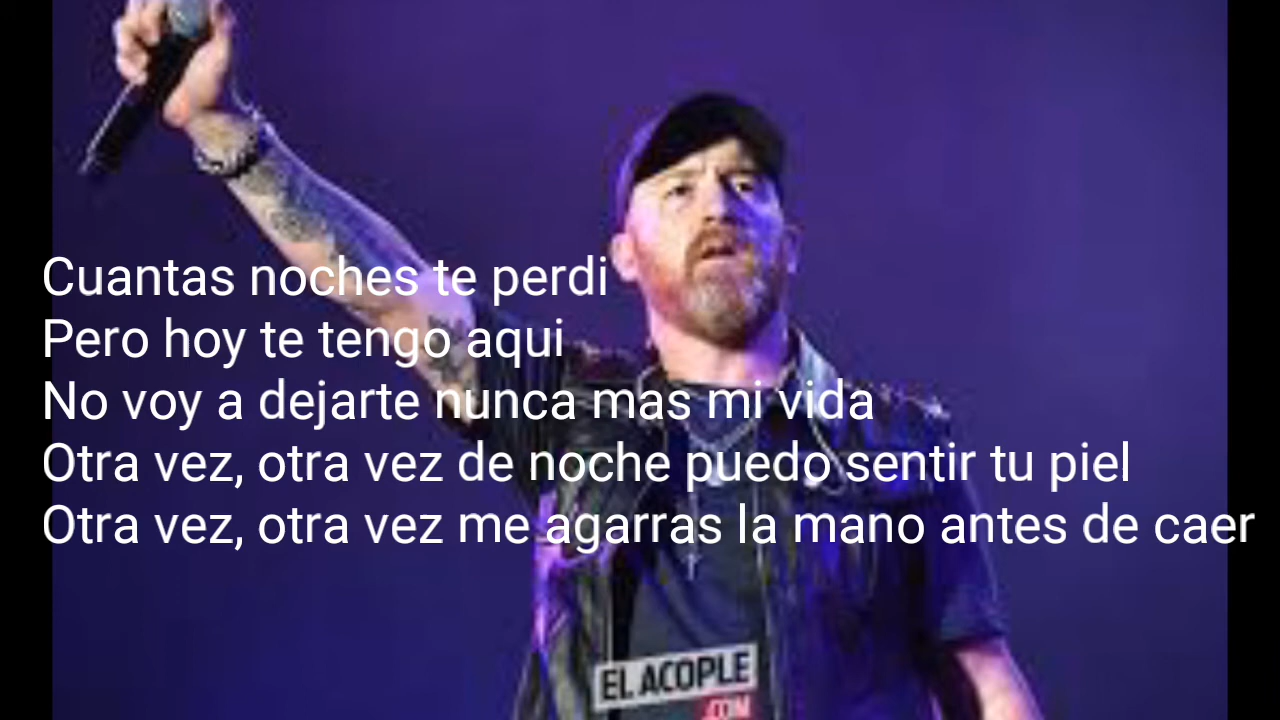 Cuantas noches te perdi
Pero hoy te tengo aqui
No voy a dejarte nunca mas mi vida
Otra vez, otra vez de noche puedo sentir tu piel
Otra vez, otra vez me agarras la mano antes de caer
EL ACOPLE
.COM